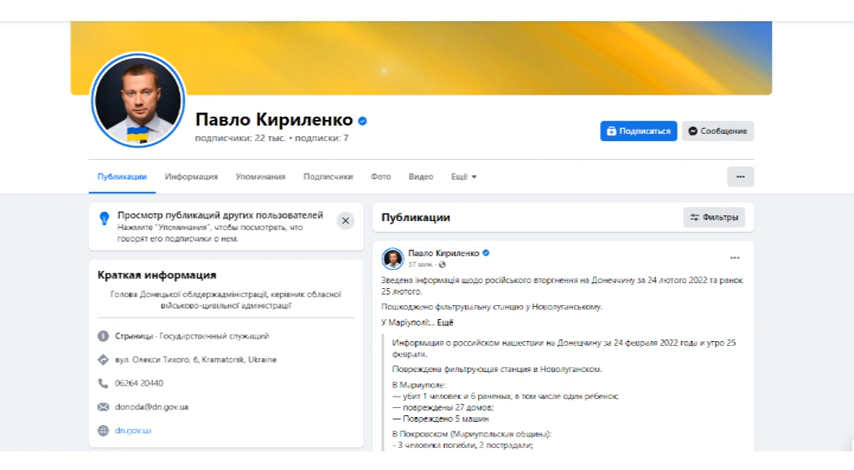 Павло Кириленко
подписчики: 22 тыс. • подписки: 7
Подписаться
Сообщение
Публикации Информация Упоминания Подписчики Фото Видео Ещё
Просмотр публикаций других пользователей
Нажмите "Упоминания", чтобы посмотреть, что
говорят его подписчики о нем.
Краткая информация
Голова Донецької облдержадміністрації, керівник обласної
військово-цивільної адміністрації
Страница · Государственный служащий
вул. Олекси Тихого, 6, Kramatorsk, Ukraine
06264 20440
donoda@dn.gov.ua
dn.gov.ua
Публикации
Фильтры
Павло Кириленко
37 мин. ·
Зведена інформація щодо російського вторгнення на Донеччину за 24 лютого 2022 та ранок
25 лютого.
Пошкоджено фільтрувальну станцію у Новолуганському.
У Маріуполі:... Ещё
Информация о российском нашествии на Донецчину за 24 февраля 2022 года и утро 25
февраля.
Повреждена фильтрующая станция в Новолуганском.
В Мариуполе:
— убит 1 человек и 6 раненых, в том числе один ребенок;
— повреждены 27 домов;
— Повреждено 5 машин
В Покровском (Мариупольская община):
- 3 человека погибли, 2 пострадали;